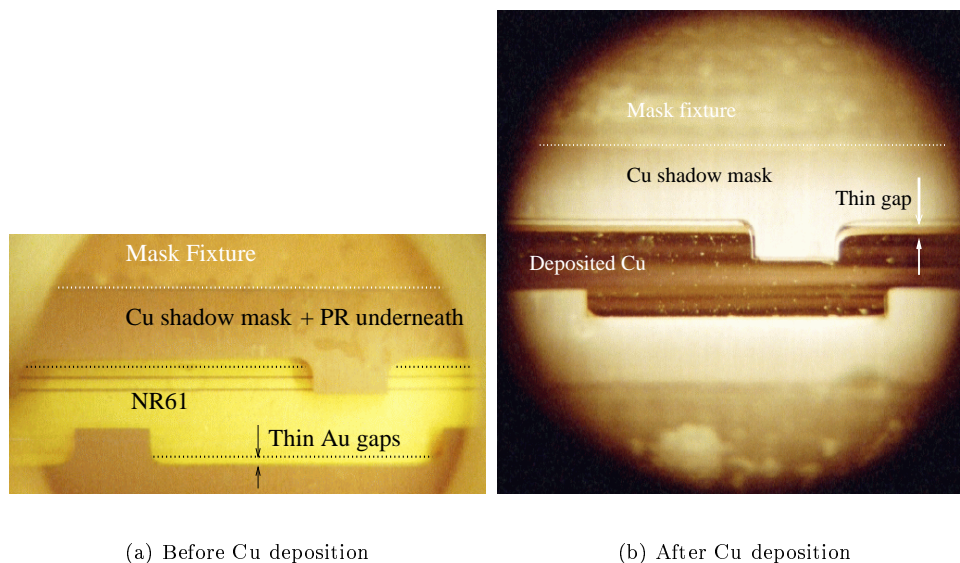 Mask Fixture
Cu shadow mask + PR underneath
NR61
Thin Au gaps
(a) Before Cu deposition
Mask fixture
Cu shadow mask
Thin gap
Deposited Cu
(b) After Cu deposition